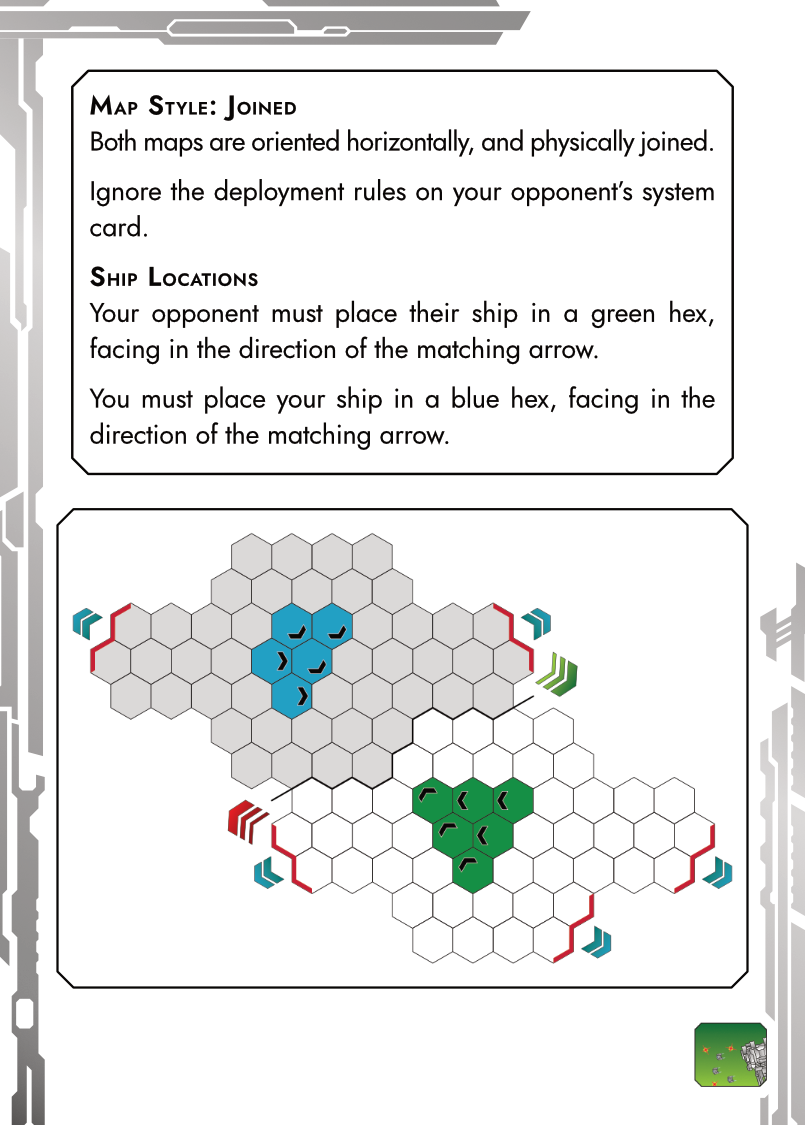 Map Style: Joined
Both maps are oriented horizontally, and physically joined.
Ignore the deployment rules on your opponent's system
card.
Ship Locations
Your opponent must place their ship in a green hex,
facing in the direction of the matching arrow.
You must place your ship in a blue hex, facing in the
direction of the matching arrow.